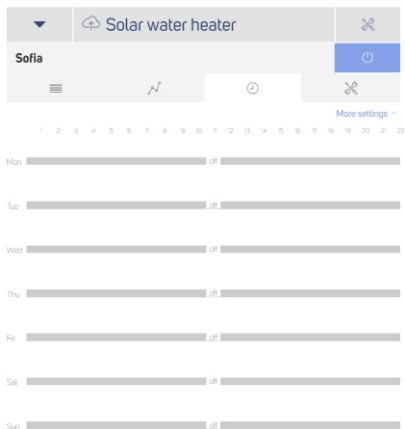 Solar water heater
Sofia
More settings
1 2 3 4 5 6 7 8 9 10 11 12 13 14 15 16 17 18 19 20 21 22
Mon off
Tue off
Wed off
Thu off
Fri off
Sat off
Sun off